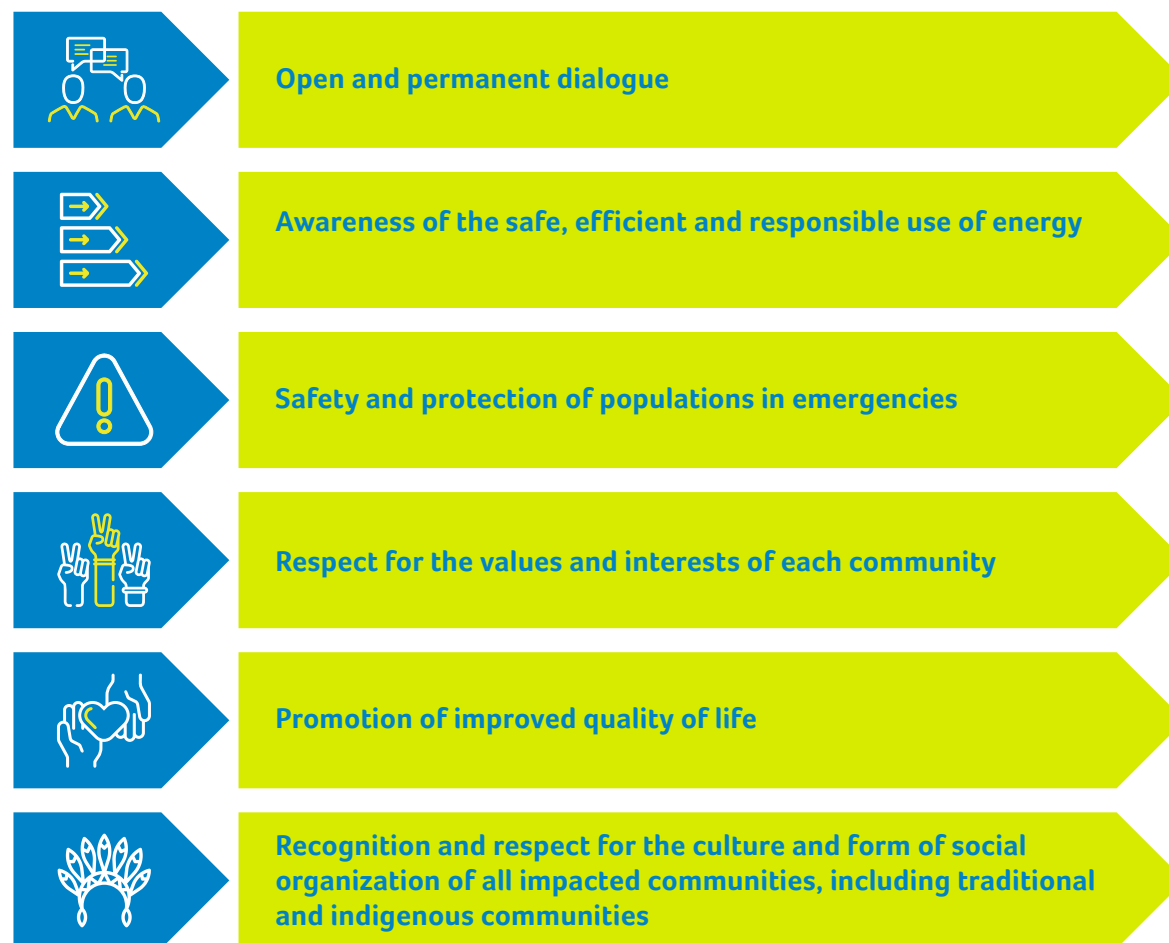 Open and permanent dialogue
Awareness of the safe, efficient and responsible use of energy
Safety and protection of populations in emergencies
Respect for the values and interests of each community
Promotion of improved quality of life
Recognition and respect for the culture and form of social
organization of all impacted communities, including traditional
and indigenous communities